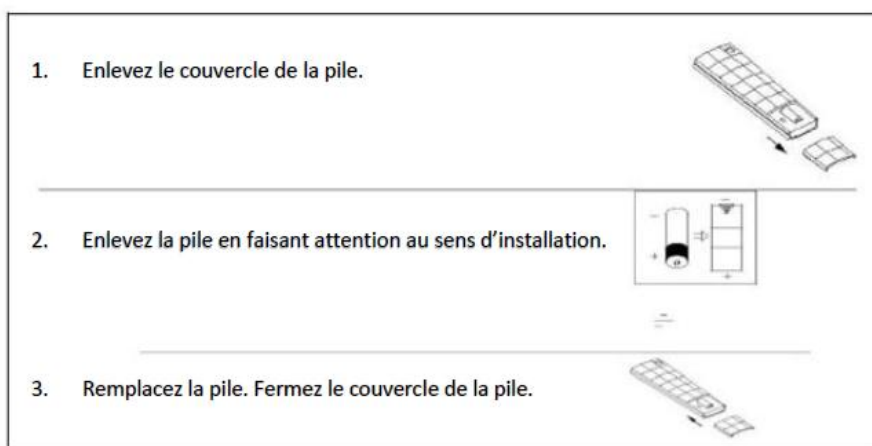 1. Enlevez le couvercle de la pile.
2. Enlevez la pile en faisant attention au sens d’installation.
3. Remplacez la pile. Fermez le couvercle de la pile.